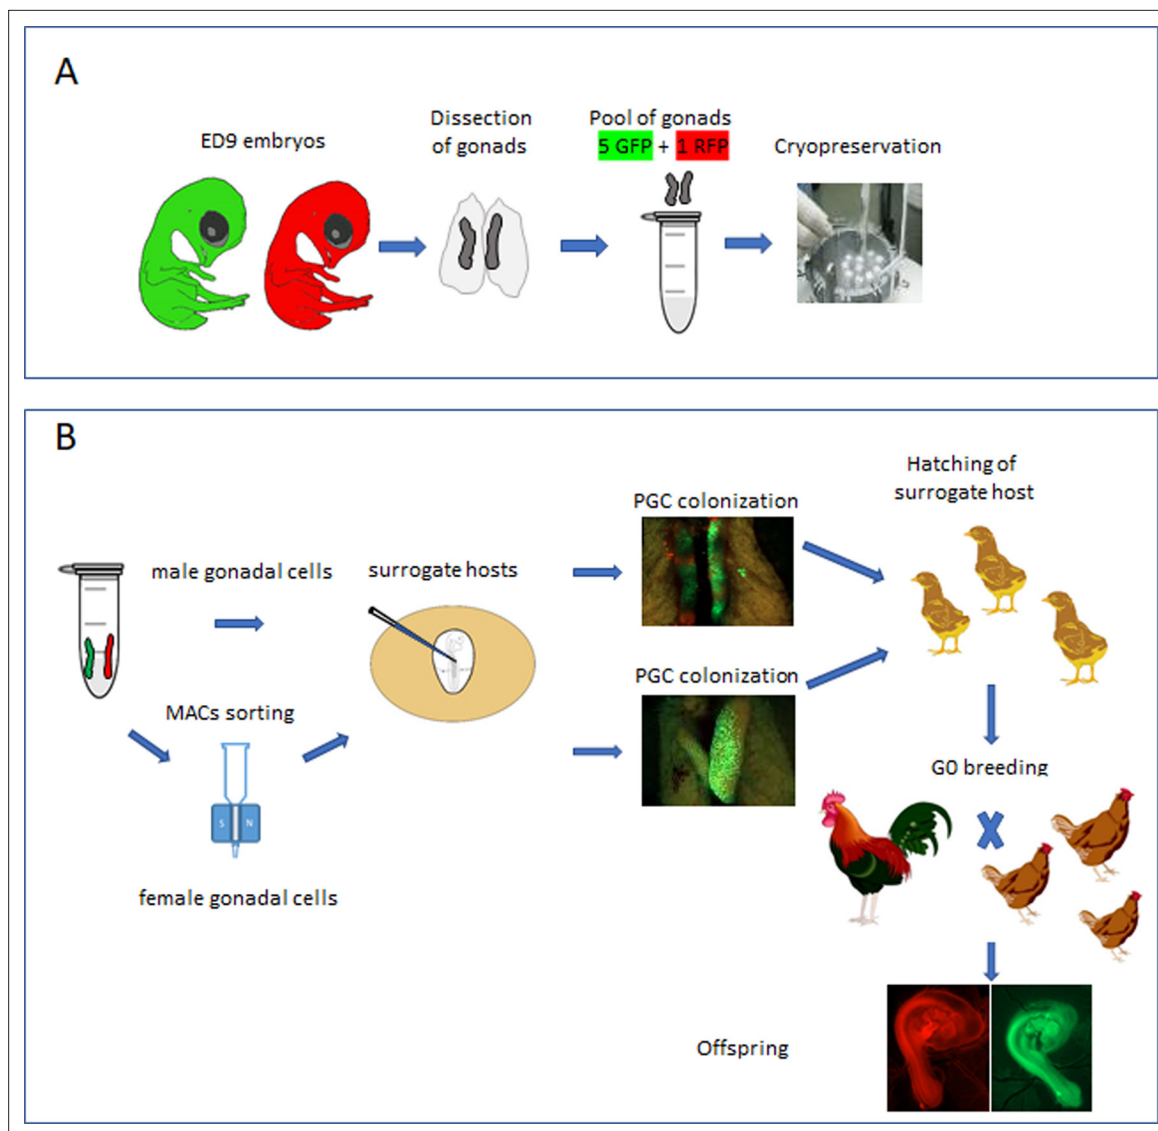 A
ED9 embryos
Dissection
of gonads
Pool of gonads
5 GFP + 1 RFP
Cryopreservation
B
male gonadal cells
MACs sorting
S N
female gonadal cells
surrogate hosts
PGC colonization
PGC colonization
Hatching of
surrogate host
G0 breeding
Offspring